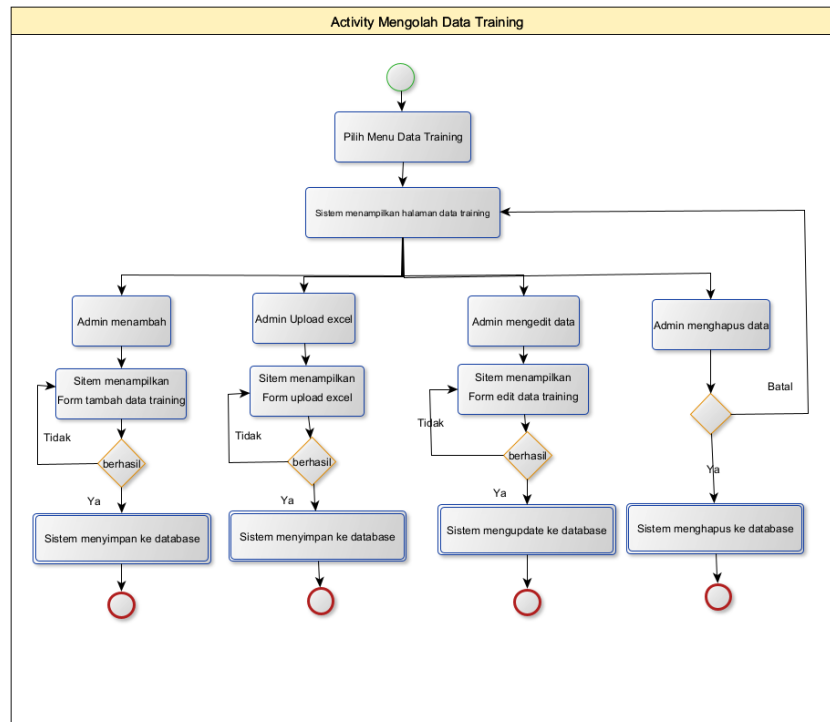 Activity Mengolah Data Training
Pilih Menu Data Training
Sistem menampilkan halaman data training
Admin menambah
Admin Upload excel
Admin mengedit data
Admin menghapus data
Sitem menampilkan
Form tambah data training
Sitem menampilkan
Form upload excel
Sitem menampilkan
Form edit data training
Batal
Tidak
Tidak
Tidak
berhasil
berhasil
berhasil
Ya
Ya
Ya
Ya
Sistem menyimpan ke database
Sistem menyimpan ke database
Sistem mengupdate ke database
Sistem menghapus ke database